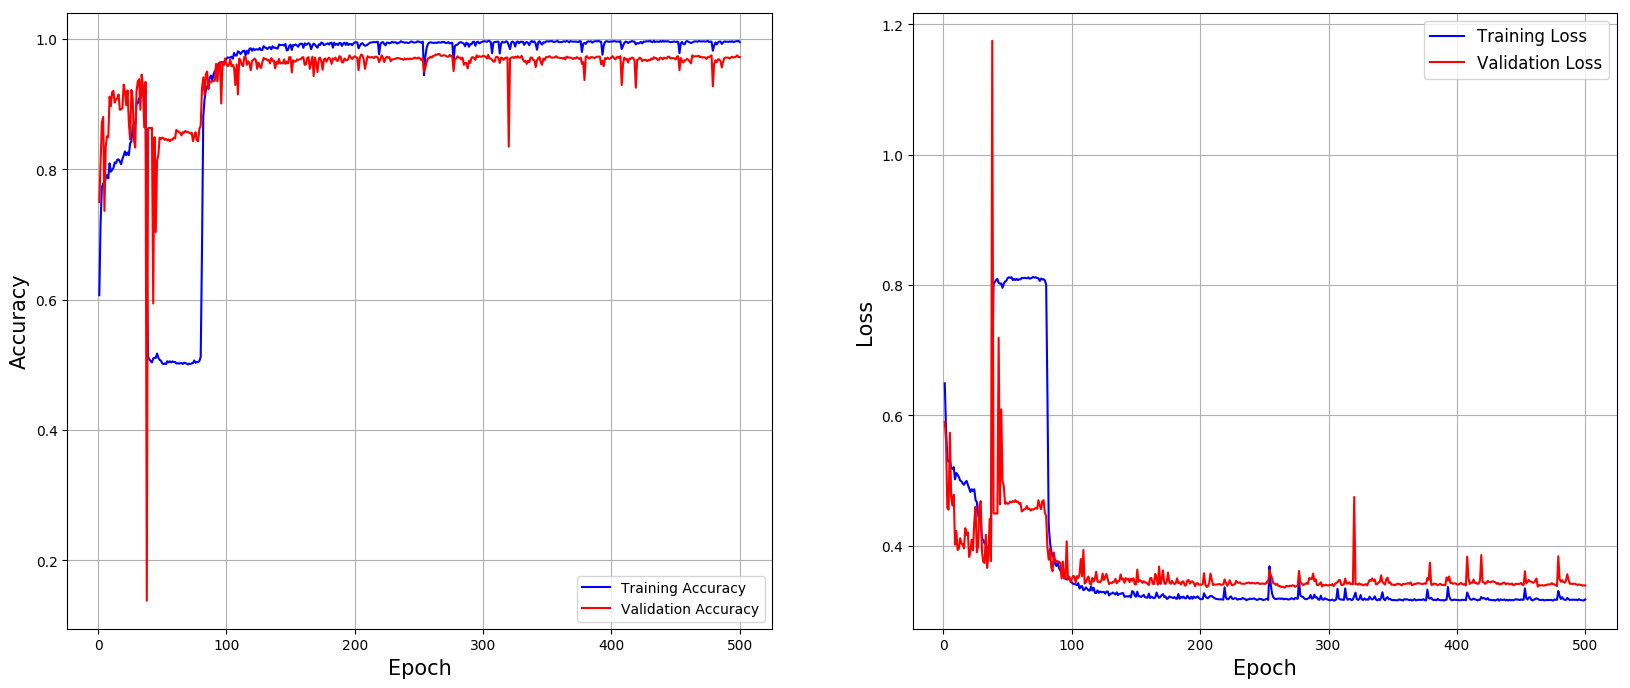 1.0
0.8
0.6
0.4
0.2
Accuracy
0
100
200
300
400
500
Epoch
Training Accuracy
Validation Accuracy
1.2
1.0
0.8
0.6
0.4
Loss
0
100
200
300
400
500
Epoch
Training Loss
Validation Loss